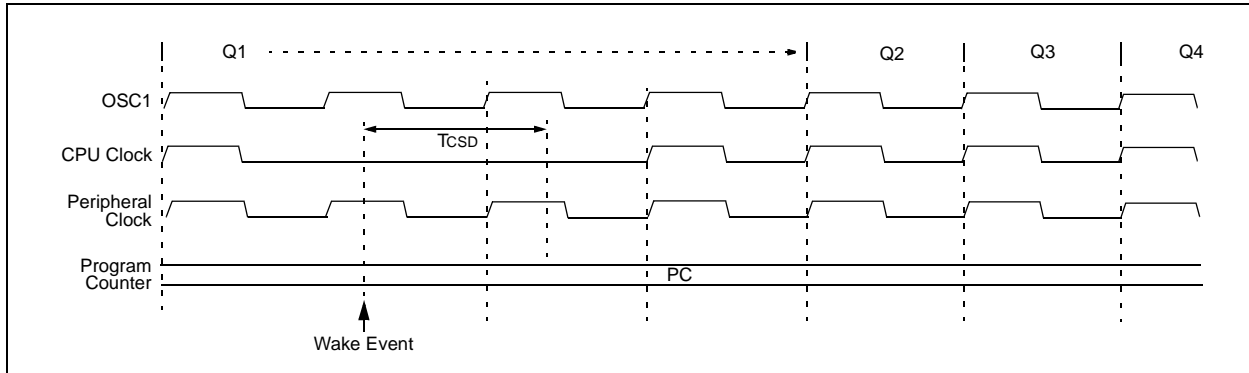 Q1 Q2 Q3 Q4
OSC1
TCSD
CPU Clock
Peripheral
Clock
Program
Counter
PC
Wake Event